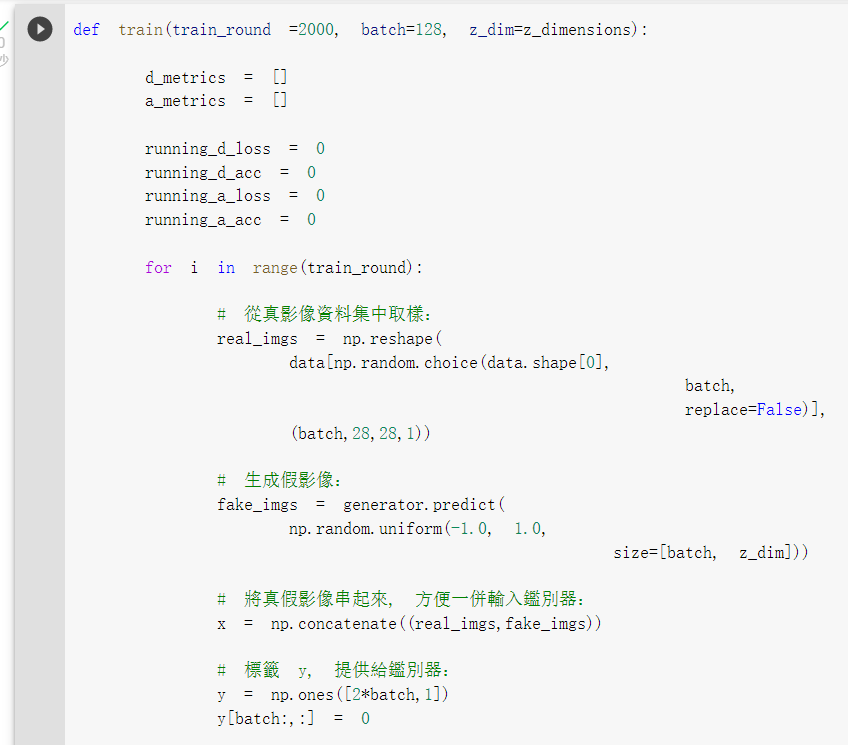 def train(train_round =2000, batch=128, z_dim=z_dimensions):
d_metrics = []
a_metrics = []
running_d_loss = 0
running_d_acc = 0
running_a_loss = 0
running_a_acc = 0
for i in range(train_round):
# 從真影像資料集中取樣:
real_imgs = np.reshape(
data[np.random.choice(data.shape[0],
batch,
replace=False)],
(batch,28,28,1))
# 生成假影像:
fake_imgs = generator.predict(
np.random.uniform(-1.0, 1.0,
size=[batch, z_dim]))
# 將真假影像串起來, 方便一併輸入鑑別器:
x = np.concatenate((real_imgs,fake_imgs))
# 標籤 y, 提供給鑑別器:
y = np.ones([2*batch,1])
y[batch:,:] = 0